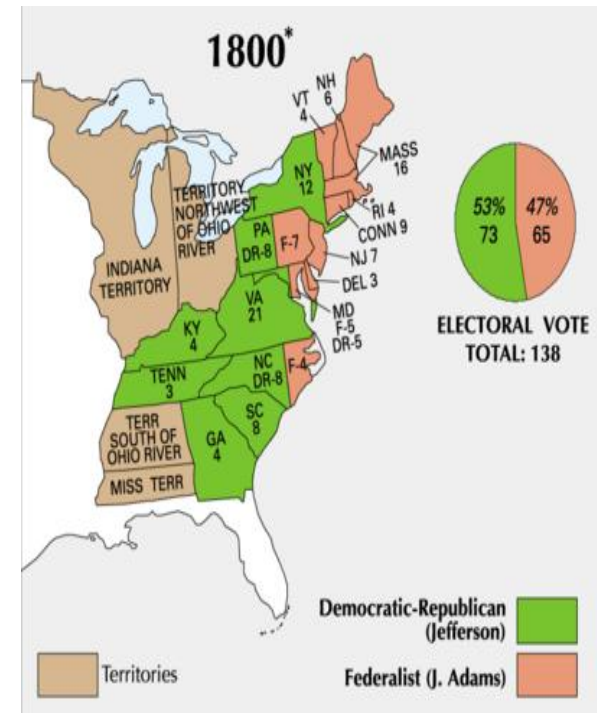 1800*
NH
6
VT
4
MASS
16
NY
12
RI 4
CONN 9
NJ 7
DEL 3
MD
F-5
DR-5
TERRITORY
NORTHWEST
OF OHIO
RIVER
PA
DR-8
F-7
INDIANA
TERRITORY
VA
21
KY
4
NC
DR-8
F-4
TENN
3
SC
8
TERR
SOUTH OF
OHIO RIVER
GA
4
MISS TERR
53%
73
47%
65
ELECTORAL VOTE
TOTAL: 138
Democratic-Republican
(Jefferson)
Territories
Federalist (J. Adams)